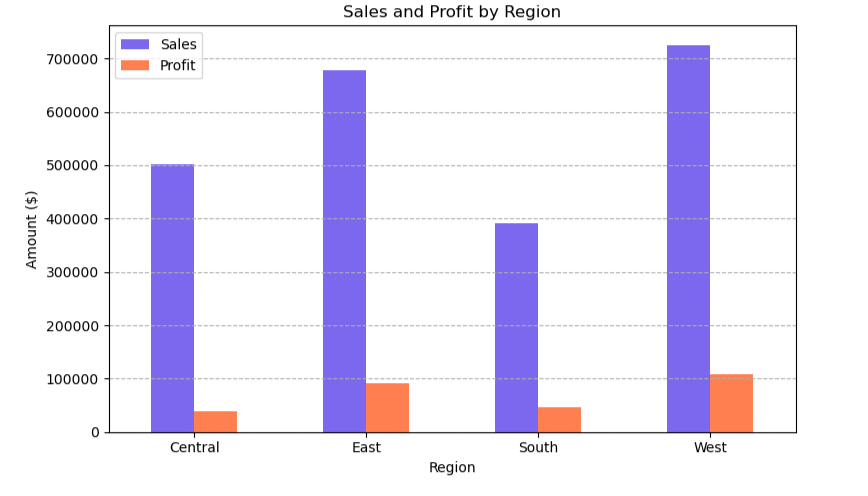 Sales and Profit by Region
Sales
Profit
700000
600000
500000
400000
300000
200000
100000
0
Amount ($)
Central
East
South
West
Region